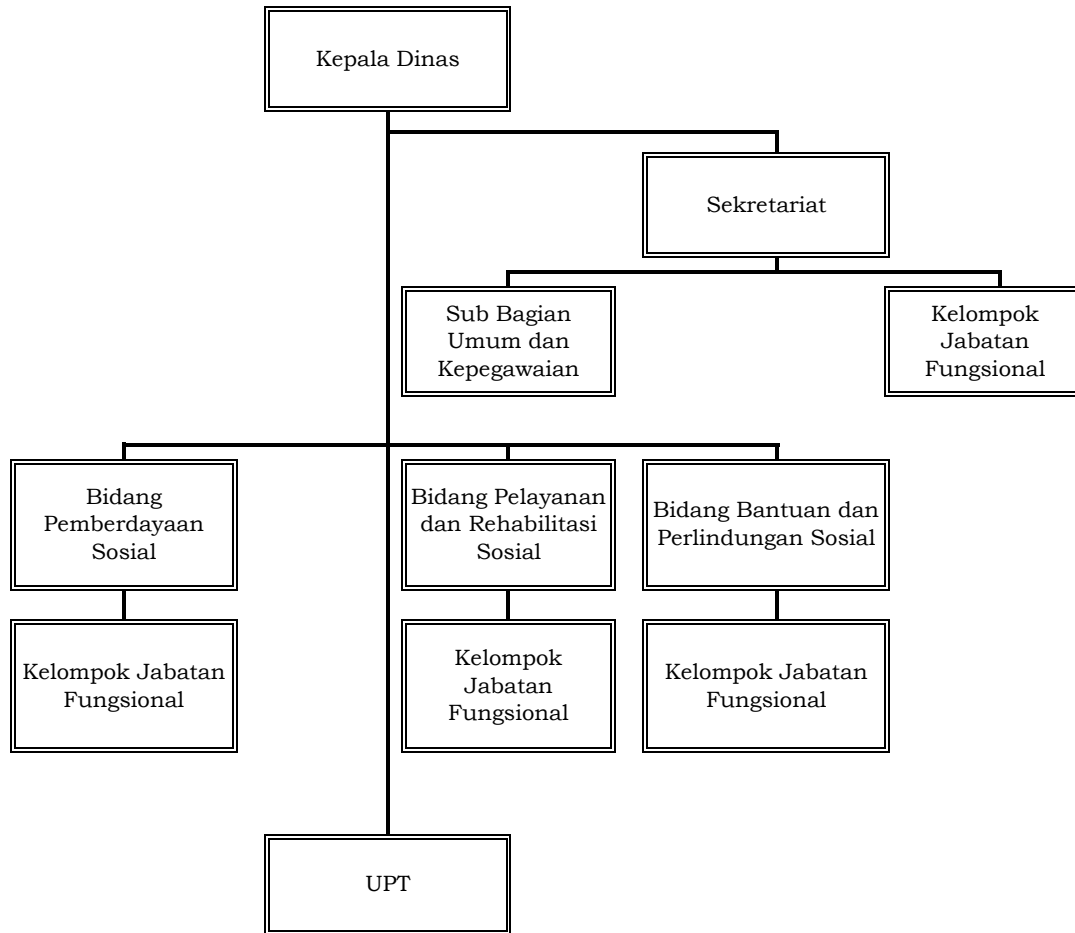 Kepala Dinas
Sekretariat
Sub Bagian
Umum dan
Kepegawaian
Kelompok
Jabatan
Fungsional
Bidang
Pemberdayaan
Sosial
Bidang Pelayanan
dan Rehabilitasi
Sosial
Bidang Bantuan dan
Perlindungan Sosial
Kelompok Jabatan
Fungsional
Kelompok
Jabatan
Fungsional
Kelompok Jabatan
Fungsional
UPT